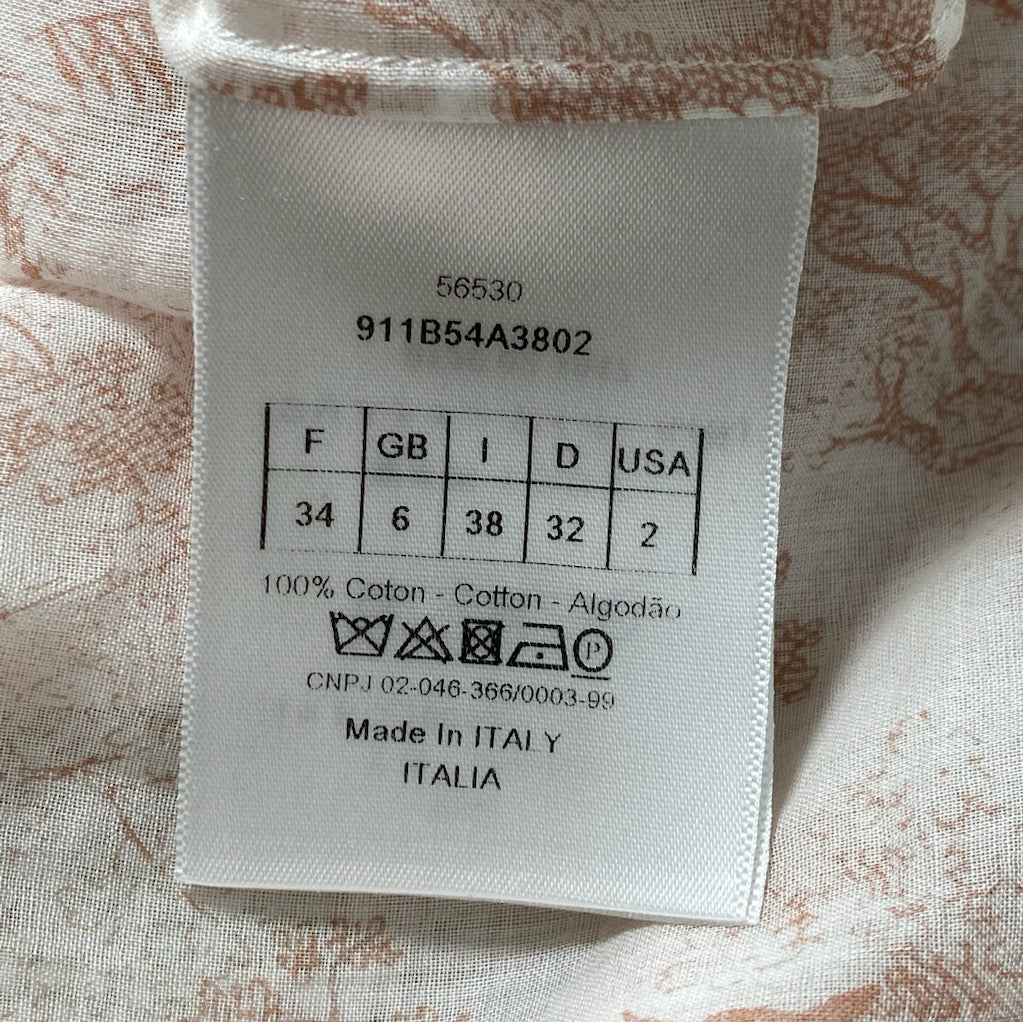 56530
911B54A3802
F GB I D USA
34 6 38 32 2
100% Coton - Cotton - Algodão
P
CNPJ 02-046-366/0003-99
Made In ITALY
ITALIA